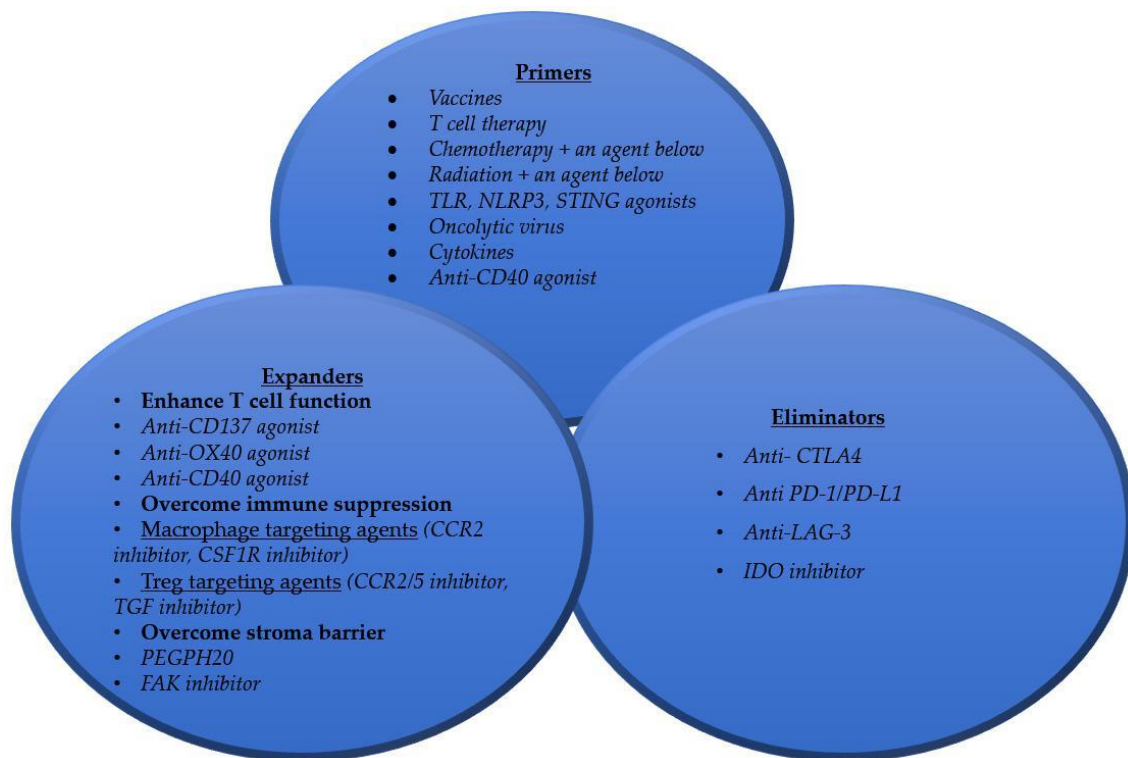 Primers
• Vaccines
• T cell therapy
• Chemotherapy + an agent below
• Radiation + an agent below
• TLR, NLRP3, STING agonists
• Oncolytic virus
• Cytokines
• Anti-CD40 agonist
Expanders
• Enhance T cell function
• Anti-CD137 agonist
• Anti-OX40 agonist
• Anti-CD40 agonist
• Overcome immune suppression
• Macrophage targeting agents (CCR2
inhibitor, CSF1R inhibitor)
• Treg targeting agents (CCR2/5 inhibitor,
TGF inhibitor)
• Overcome stroma barrier
• PEGPH20
• FAK inhibitor
Eliminators
• Anti- CTLA4
• Anti PD-1/PD-L1
• Anti-LAG-3
• IDO inhibitor